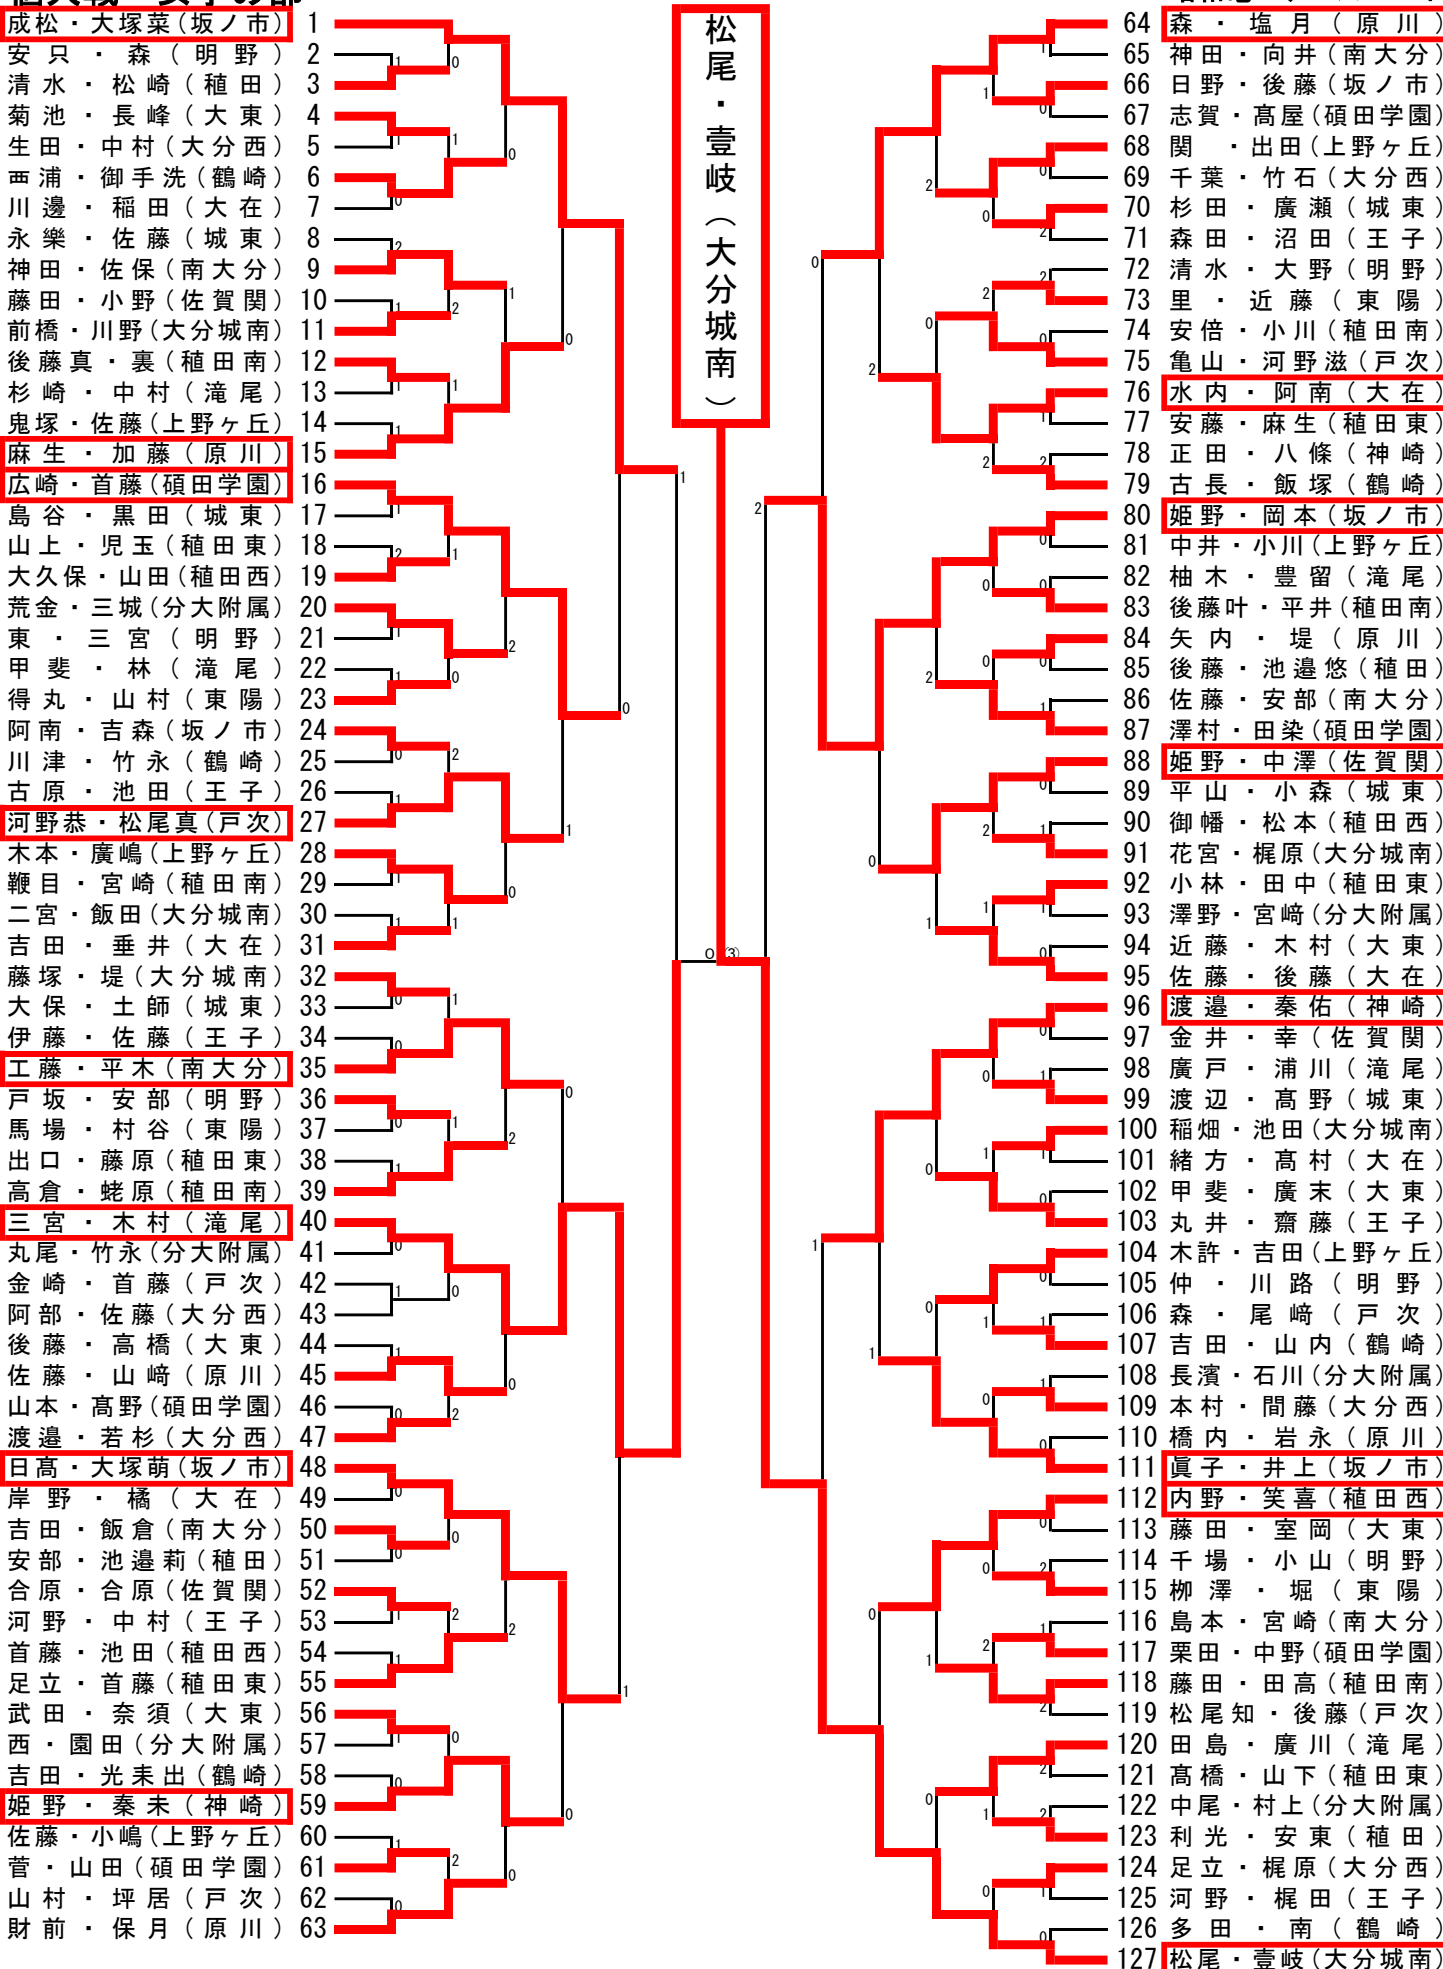 松尾・壹岐（大分城南）
成松・大塚菜(坂ノ市) 1
安只・森（明野） 2
清水・松崎（稙田） 3
菊池・長峰（大東） 4
生田・中村(大分西) 5
西浦・御手洗(鶴崎) 6
川邊・稲田（大在） 7
永樂・佐藤（城東） 8
神田・佐保(南大分) 9
藤田・小野(佐賀関) 10
前橋・川野(大分城南) 11
後藤真・裏(稙田南) 12
杉崎・中村（滝尾） 13
鬼塚・佐藤(上野ヶ丘) 14
麻生・加藤（原川） 15
広崎・首藤(碩田学園) 16
島谷・黒田（城東） 17
山上・児玉(稙田東) 18
大久保・山田(稙田西) 19
荒金・三城(分大附属) 20
東・三宮（明野） 21
甲斐・林（滝尾） 22
得丸・山村（東陽） 23
阿南・吉森(坂ノ市) 24
川津・竹永（鶴崎） 25
古原・池田（王子） 26
河野恭・松尾真(戸次) 27
木本・廣嶋(上野ヶ丘) 28
鞭目・宮崎(稙田南) 29
二宮・飯田(大分城南) 30
吉田・垂井（大在） 31
藤塚・堤(大分城南) 32
大保・土師（城東） 33
伊藤・佐藤（王子） 34
工藤・平木(南大分) 35
戸坂・安部（明野） 36
馬場・村谷（東陽） 37
出口・藤原(稙田東) 38
高倉・蛯原(稙田南) 39
三宮・木村（滝尾） 40
丸尾・竹永(分大附属) 41
金崎・首藤（戸次） 42
阿部・佐藤(大分西) 43
後藤・高橋（大東） 44
佐藤・山﨑（原川） 45
山本・髙野(碩田学園) 46
渡邉・若杉(大分西) 47
日髙・大塚萌(坂ノ市) 48
岸野・橘（大在） 49
吉田・飯倉(南大分) 50
安部・池邉莉(稙田) 51
合原・合原(佐賀関) 52
河野・中村（王子） 53
首藤・池田(稙田西) 54
足立・首藤(稙田東) 55
武田・奈須（大東） 56
西・園田(分大附属) 57
吉田・光耒出(鶴崎) 58
姫野・秦未（神崎） 59
佐藤・小嶋(上野ヶ丘) 60
菅・山田(碩田学園) 61
山村・坪居（戸次） 62
財前・保月（原川） 63
64 森・塩月（原川）
65 神田・向井(南大分)
66 日野・後藤(坂ノ市)
67 志賀・髙屋(碩田学園)
68 関・出田(上野ヶ丘)
69 千葉・竹石(大分西)
70 杉田・廣瀬（城東）
71 森田・沼田（王子）
72 清水・大野（明野）
73 里・近藤（東陽）
74 安倍・小川(稙田南)
75 亀山・河野滋(戸次)
76 水内・阿南（大在）
77 安藤・麻生(稙田東)
78 正田・八條（神崎）
79 古長・飯塚（鶴崎）
80 姫野・岡本(坂ノ市)
81 中井・小川(上野ヶ丘)
82 柚木・豊留（滝尾）
83 後藤叶・平井(稙田南)
84 矢内・堤（原川）
85 後藤・池邉悠(稙田)
86 佐藤・安部(南大分)
87 澤村・田染(碩田学園)
88 姫野・中澤(佐賀関)
89 平山・小森（城東）
90 御幡・松本(稙田西)
91 花宮・梶原(大分城南)
92 小林・田中(稙田東)
93 澤野・宮﨑(分大附属)
94 近藤・木村（大東）
95 佐藤・後藤（大在）
96 渡邉・秦佑（神崎）
97 金井・幸(佐賀関)
98 廣戸・浦川（滝尾）
99 渡辺・髙野（城東）
100 稲畑・池田(大分城南)
101 緒方・髙村（大在）
102 甲斐・廣末（大東）
103 丸井・齋藤（王子）
104 木許・吉田(上野ヶ丘)
105 仲・川路（明野）
106 森・尾﨑（戸次）
107 吉田・山内（鶴崎）
108 長濱・石川(分大附属)
109 本村・間藤(大分西)
110 橋内・岩永（原川）
111 眞子・井上(坂ノ市)
112 内野・笑喜(稙田西)
113 藤田・室岡（大東）
114 千場・小山（明野）
115 栁澤・堀（東陽）
116 島本・宮崎(南大分)
117 栗田・中野(碩田学園)
118 藤田・田高(稙田南)
119 松尾知・後藤(戸次)
120 田島・廣川（滝尾）
121 髙橋・山下(稙田東)
122 中尾・村上(分大附属)
123 利光・安東（稙田）
124 足立・梶原(大分西)
125 河野・梶田（王子）
126 多田・南（鶴崎）
127 松尾・壹岐(大分城南)
0 ③